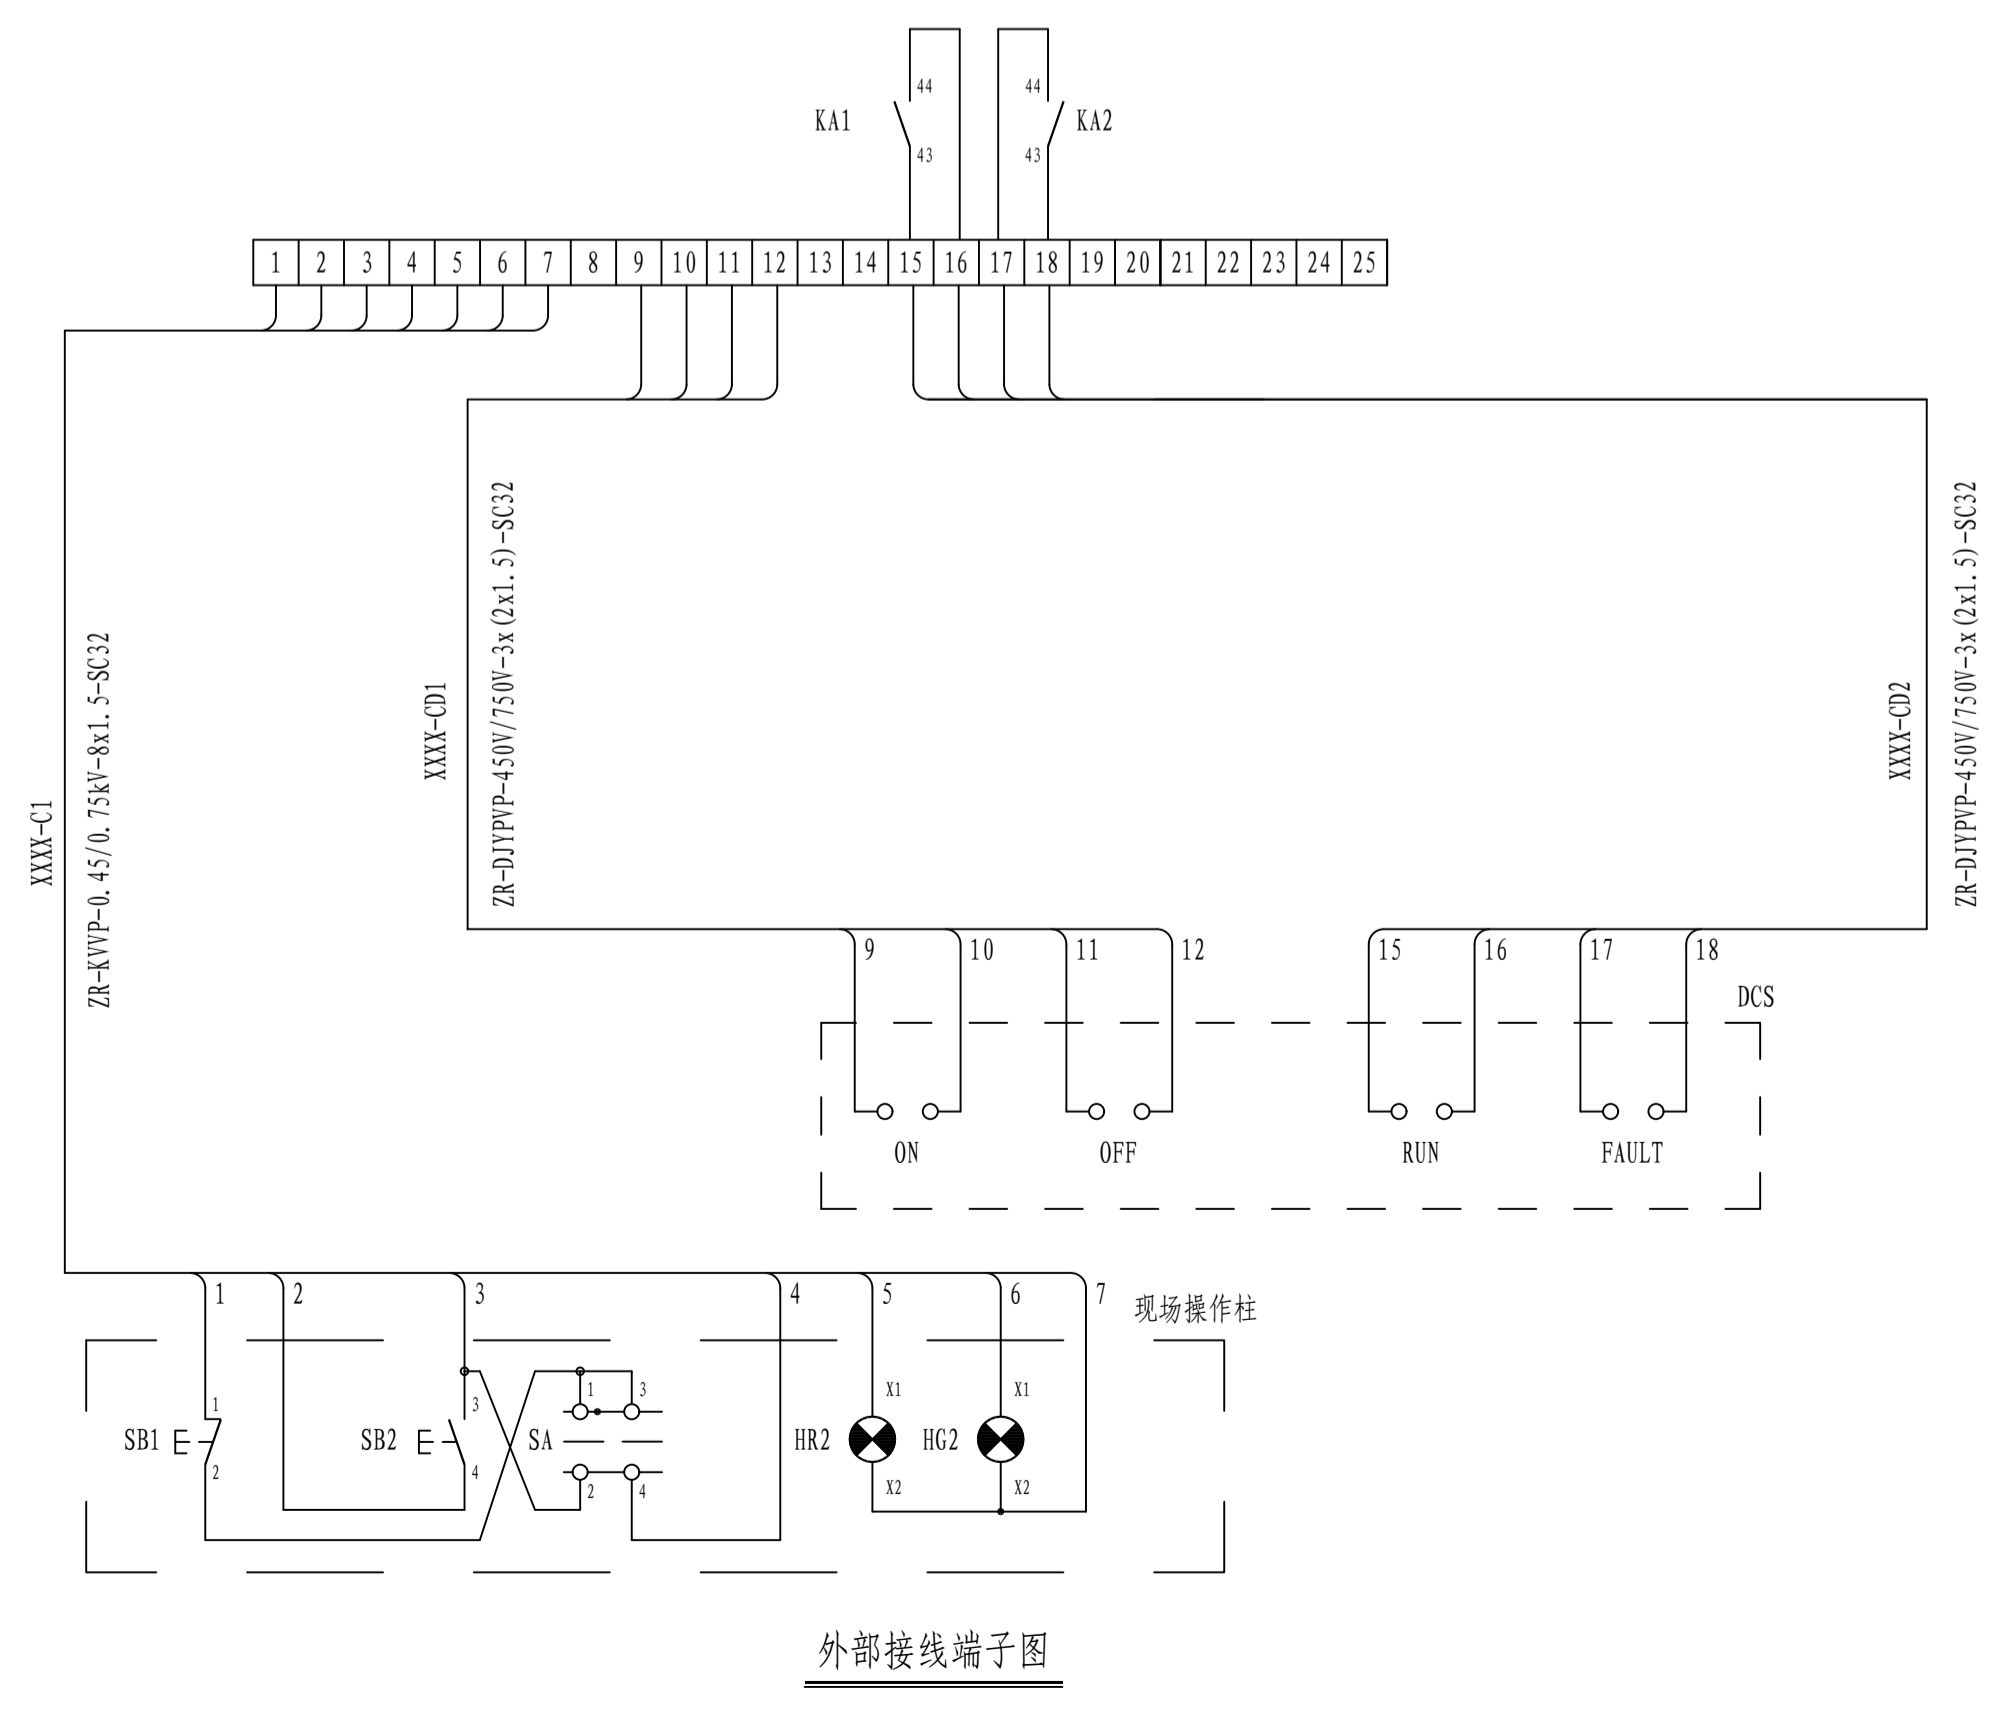 44
44
KA1
KA2
43
43
1 2 3 4 5 6 7 8 9 10 11 12 13 14 15 16 17 18 19 20 21 22 23 24 25
XXXX-C1
ZR-KVVP-0.45/0.75kV-8x1.5-SC32
XXXX-CD1
ZR-DJYPVP-450V/750V-3x(2x1.5)-SC32
XXXX-CD2
ZR-DJYPVP-450V/750V-3x(2x1.5)-SC32
9 10 11 12 15 16 17 18
DCS
ON OFF RUN FAULT
1 2 3 4 5 6 7
现场操作柱
1 3 1 3 X1 X1
SB1 SB2 SA HR2 HG2
2 4 2 4 X2 X2
外部接线端子图